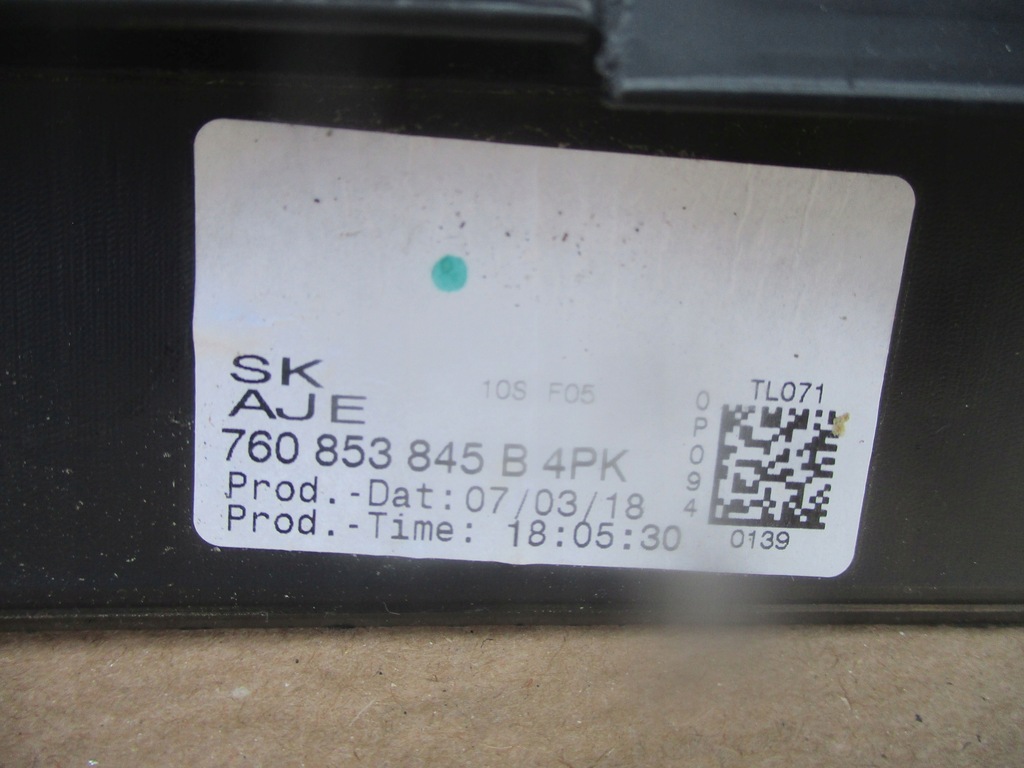 SK
AJE
10S F05
760 853 845 B 4PK
Prod.-Dat: 07/03/18
Prod.-Time: 18:05:30
0P094
TL071
0139